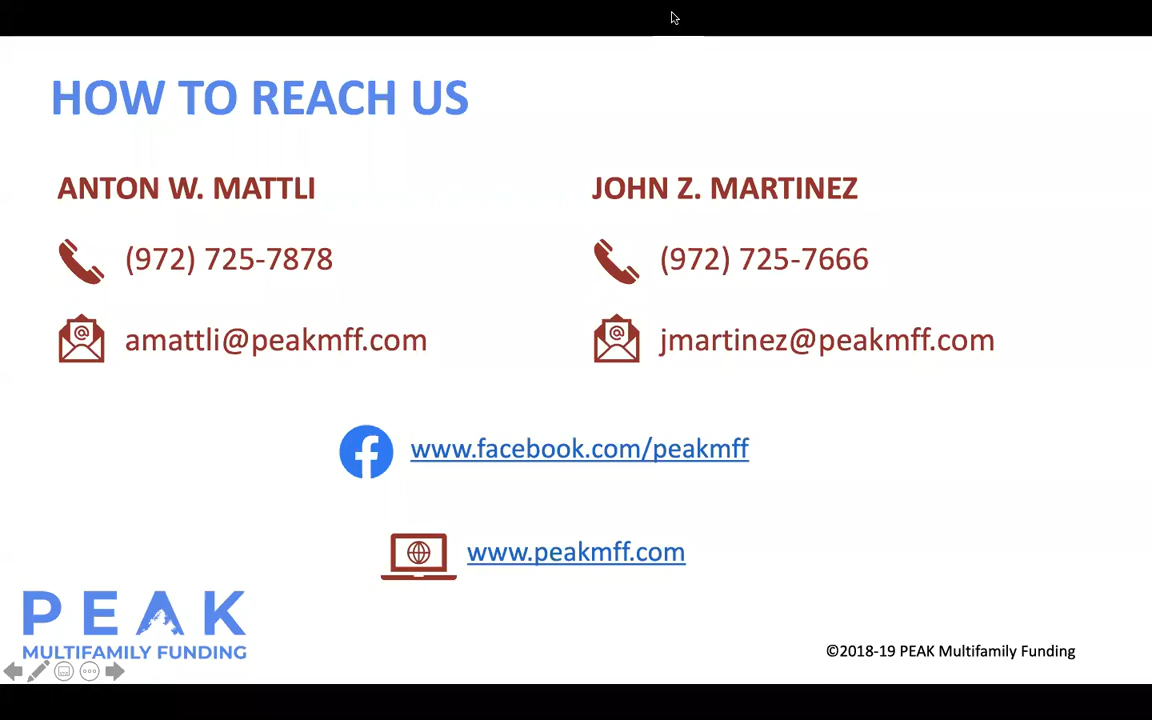 HOW TO REACH US
ANTON W. MATTLI
(972) 725-7878
amattli@peakmff.com
JOHN Z. MARTINEZ
(972) 725-7666
jmartinez@peakmff.com
www.facebook.com/peakmff
www.peakmff.com
PEAK
MULTIFAMILY FUNDING
©2018-19 PEAK Multifamily Funding